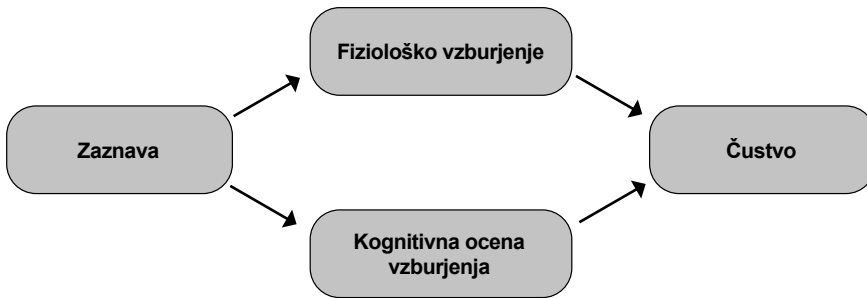 Fiziološko vzburjenje
Zaznava
Čustvo
Kognitivna ocena
vzburjenja